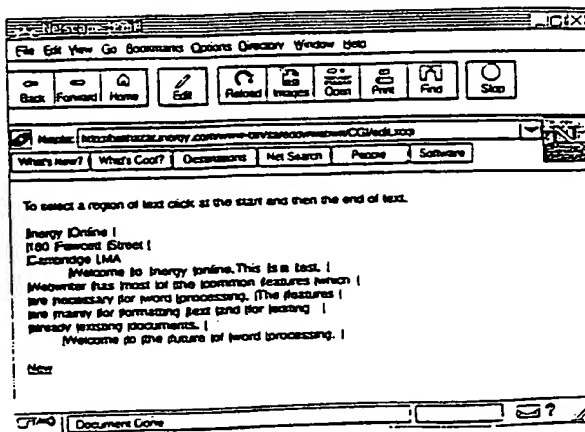 File Edit View Go Bookmarks Options Directory Window Help
Back Forward Home Edit Reload Images Open Print Find Stop
What's New? What's Cool? Destinations Net Search People Software
To select a region of text click at the start and then the end of text.
|Inergy |Online |
|180 |Fawcett |Street |
|Cambridge |,MA
|Welcome |to |Inergy |online.|This |is |a |test. |
|Webwriter |has |most |of |the |common |features |which |
|are |necessary |for |word |processing. |The |features |
|are |mainly |for |formatting |text |and |for |editing |
|already |existing |documents. |
|Welcome |to |the |future |of |word |processing. |
New
Document Done
?